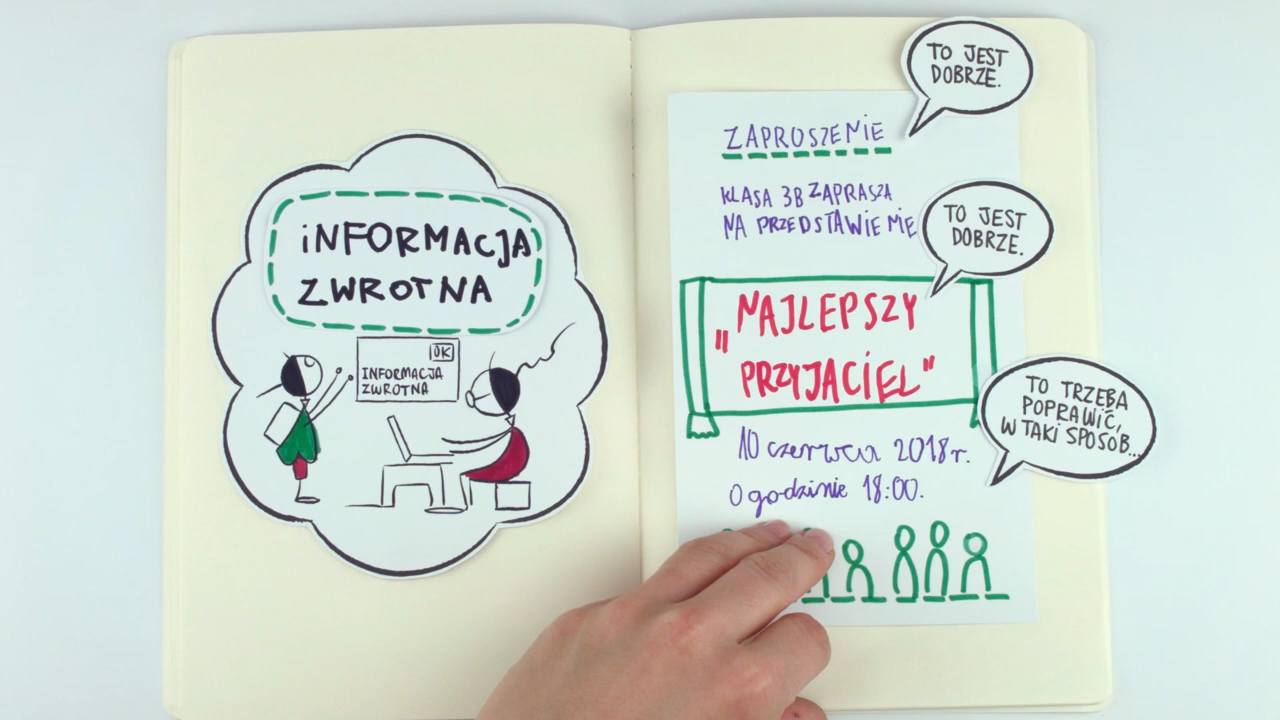 iNFORMACJA
ZWROTNA
OK
INFORMACJA
ZWROTNA
TO JEST
DOBRZE.
ZAPROSZENIE
KLASA 3B ZAPRASZA
NA PRZEDSTAWIENIE
TO JEST
DOBRZE.
"NAJLEPSZY
PRZYJACIEL"
TO TRZEBA
POPRAWIĆ,
W TAKI SPOSÓB...
10 czerwca 2018 r.
O godzinie 18:00.